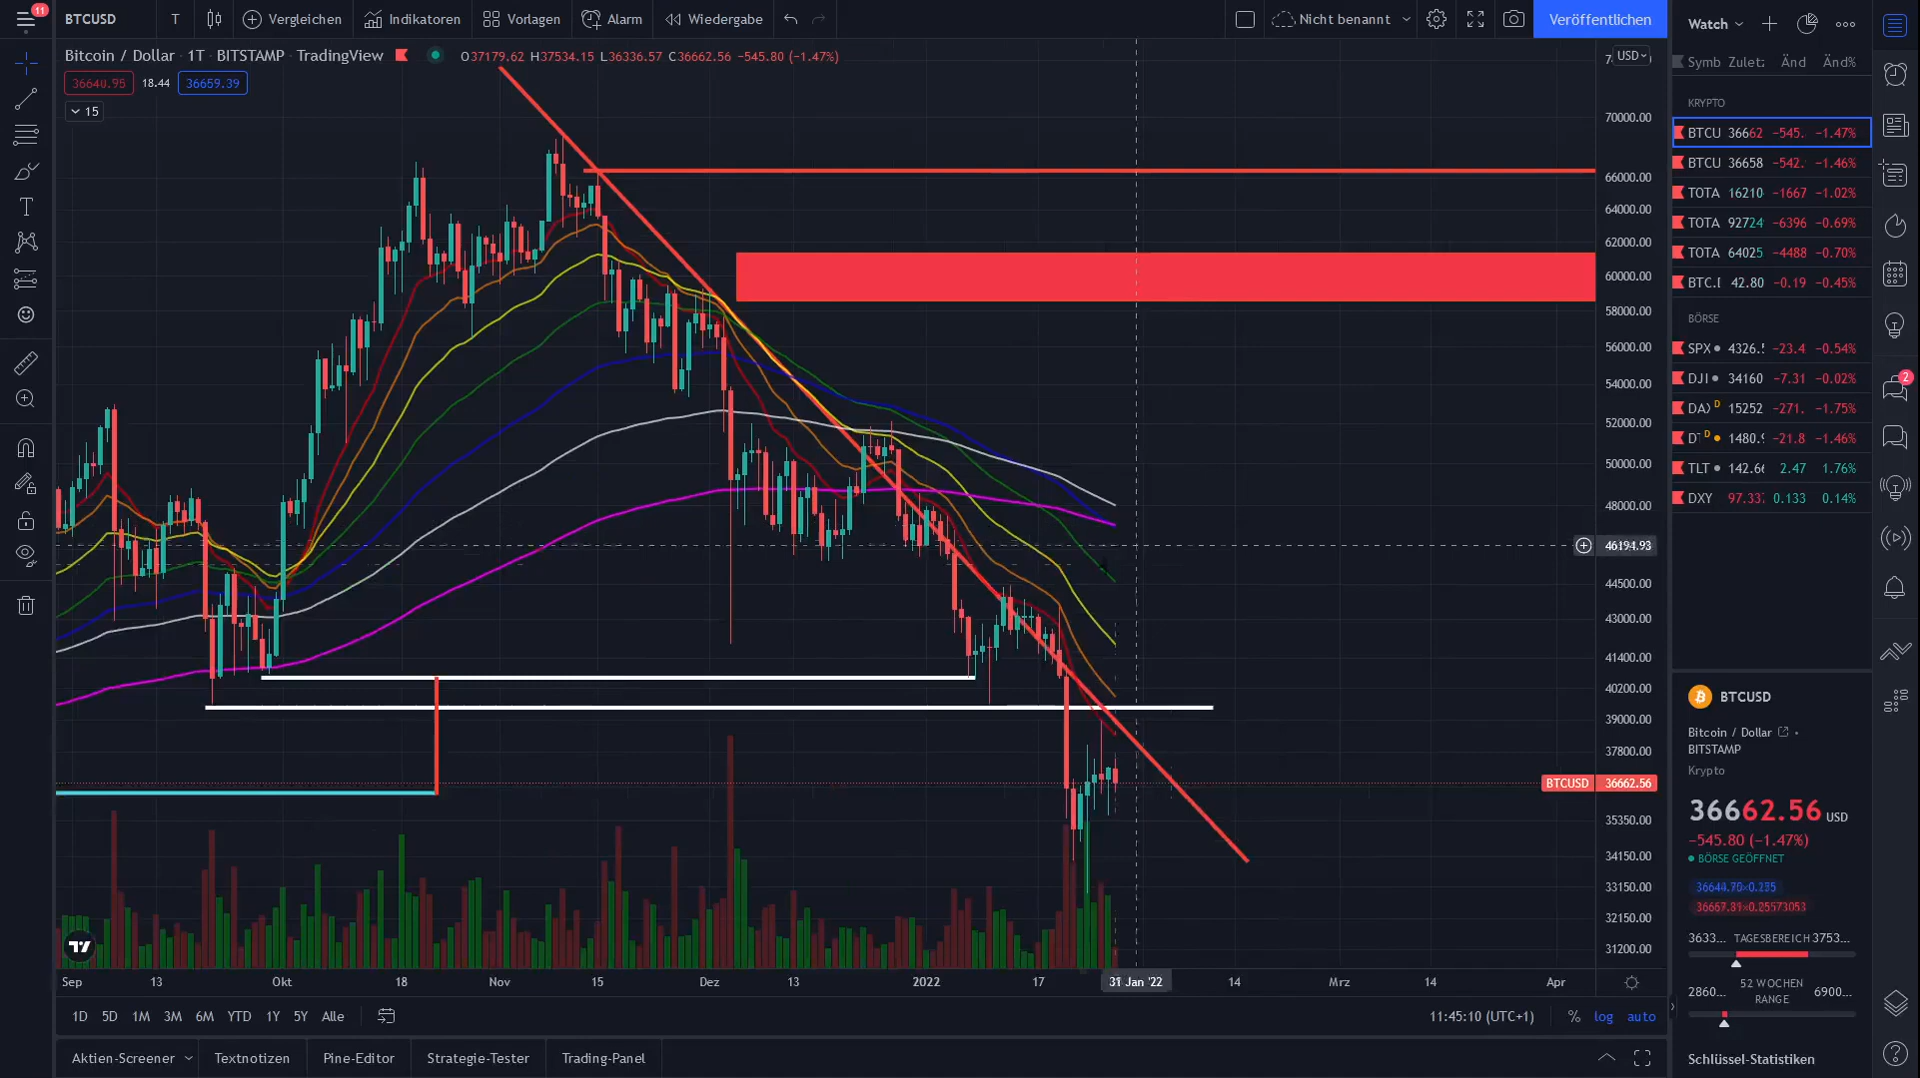 11
BTCUSD
T
Vergleichen
Indikatoren
Vorlagen
Alarm
Wiedergabe
Nicht benannt
Veröffentlichen
Bitcoin / Dollar · 1T · BITSTAMP · TradingView
O37179.62 H37534.15 L36336.57 C36662.56 −545.80 (−1.47%)
18.44
36659.39
15
USD
70000.00
66000.00
64000.00
62000.00
60000.00
58000.00
56000.00
54000.00
52000.00
50000.00
48000.00
46194.93
44500.00
43000.00
41400.00
40200.00
39000.00
37800.00
BTCUSD 36662.56
35350.00
34150.00
33150.00
32150.00
31200.00
Sep
13
Okt
18
Nov
15
Dez
13
2022
17
31 Jan '22
14
Mrz
14
Apr
1D
5D
1M
3M
6M
YTD
1Y
5Y
Alle
11:45:10 (UTC+1)
%
log
auto
Aktien-Screener
Textnotizen
Pine-Editor
Strategie-Tester
Trading-Panel
Watch
Symb Zuletz Änd Änd%
KRYPTO
BTCU 36662 −545. −1.47%
BTCU 36658 −542. −1.46%
TOTA 16210 −1667 −1.02%
TOTA 92724 −6396 −0.69%
TOTA 64025 −4488 −0.70%
BTC.I 42.80 −0.19 −0.45%
BÖRSE
SPX 4326. −23.4 −0.54%
DJI 34160 −7.31 −0.02%
DAX D 15252 −271. −1.75%
D 1480. −21.8 −1.46%
TLT 142.66 2.47 1.76%
DXY 97.33 0.133 0.14%
2
BTCUSD
Bitcoin / Dollar
BITSTAMP
Krypto
36662.56 USD
−545.80 (−1.47%)
BÖRSE GEÖFFNET
3633... TAGESBEREICH 3753...
2860... 52 WOCHEN RANGE 6900...
Schlüssel-Statistiken